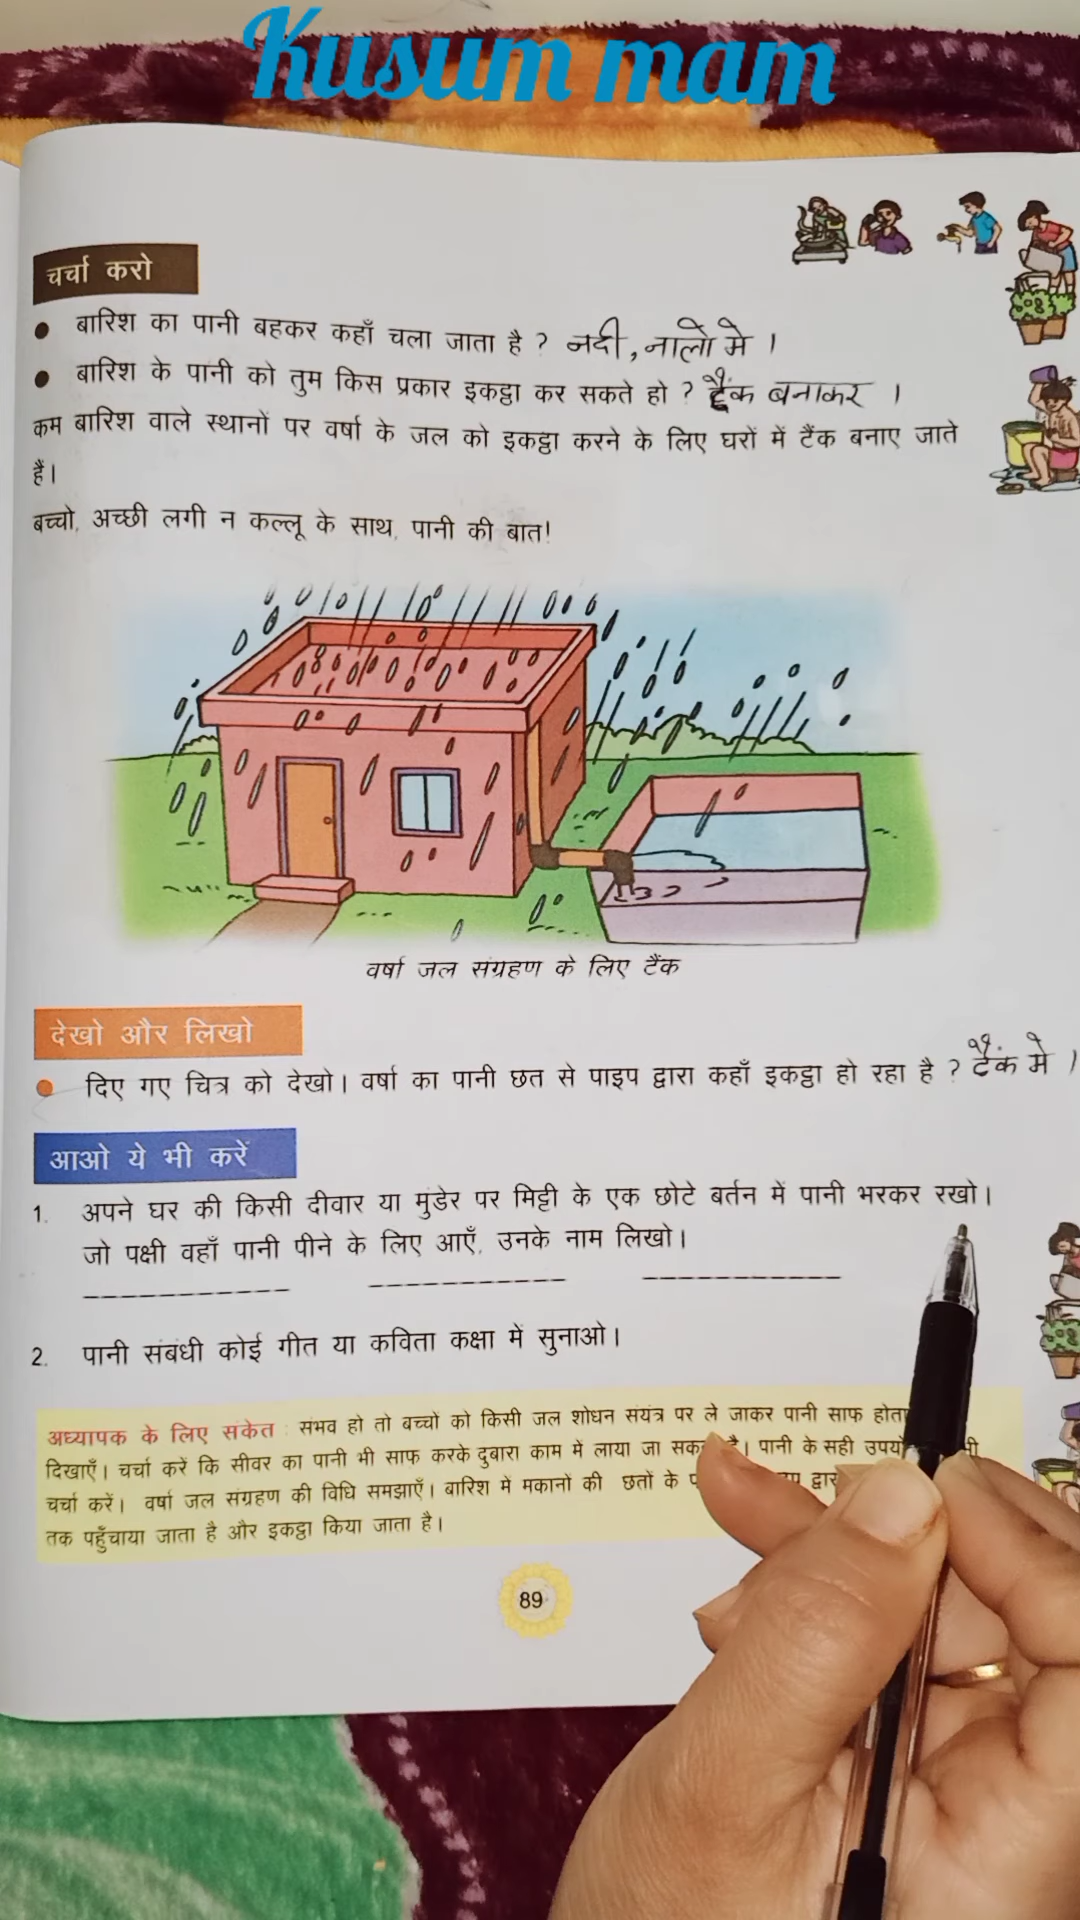 Kusum mam
चर्चा करो
बारिश का पानी बहकर कहाँ चला जाता है ? नदी, नालो मे ।
बारिश के पानी को तुम किस प्रकार इकट्ठा कर सकते हो ? टैंक बनाकर ।
कम बारिश वाले स्थानों पर वर्षा के जल को इकट्ठा करने के लिए घरों में टैंक बनाए जाते
हैं।
बच्चो, अच्छी लगी न कल्लू के साथ, पानी की बात!
वर्षा जल संग्रहण के लिए टैंक
देखो और लिखो
दिए गए चित्र को देखो। वर्षा का पानी छत से पाइप द्वारा कहाँ इकट्ठा हो रहा है ? टैंक मे ।
आओ ये भी करें
1. अपने घर की किसी दीवार या मुंडेर पर मिट्टी के एक छोटे बर्तन में पानी भरकर रखो।
जो पक्षी वहाँ पानी पीने के लिए आएँ, उनके नाम लिखो।
2. पानी संबंधी कोई गीत या कविता कक्षा में सुनाओ।
अध्यापक के लिए संकेत : संभव हो तो बच्चों को किसी जल शोधन संयंत्र पर ले जाकर पानी साफ होता
दिखाएँ। चर्चा करें कि सीवर का पानी भी साफ करके दुबारा काम में लाया जा है। पानी के सही भी
चर्चा करें। वर्षा जल संग्रहण की विधि समझाएँ। बारिश में मकानों की छतों के
तक पहुँचाया जाता है और इकट्ठा किया जाता है।
89